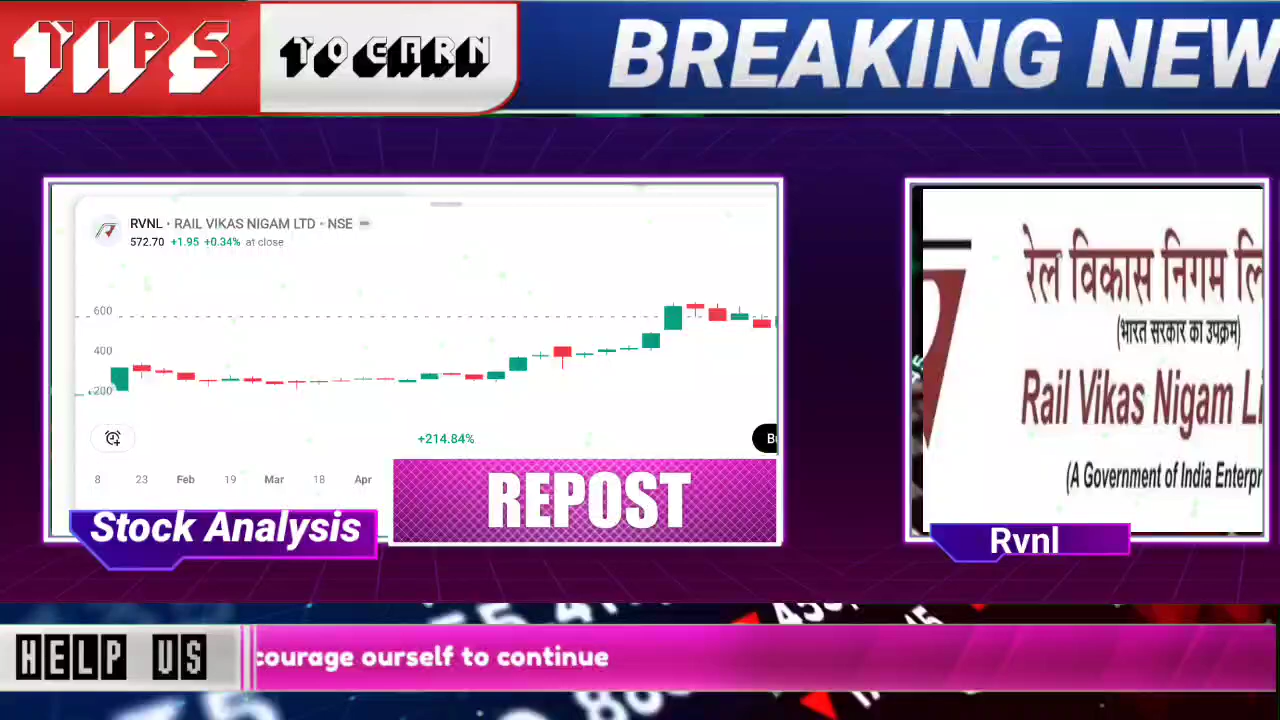 TIPS
TO EARN
BREAKING NEW
RVNL • RAIL VIKAS NIGAM LTD • NSE
572.70 +1.95 +0.34% at close
600
400
200
+214.84%
8 23 Feb 19 Mar 18 Apr
REPOST
Stock Analysis
रेल विकास निगम लि
(भारत सरकार का उपक्रम)
Rail Vikas Nigam Li
(A Government of India Enterpr
Rvnl
HELP US
courage ourself to continue